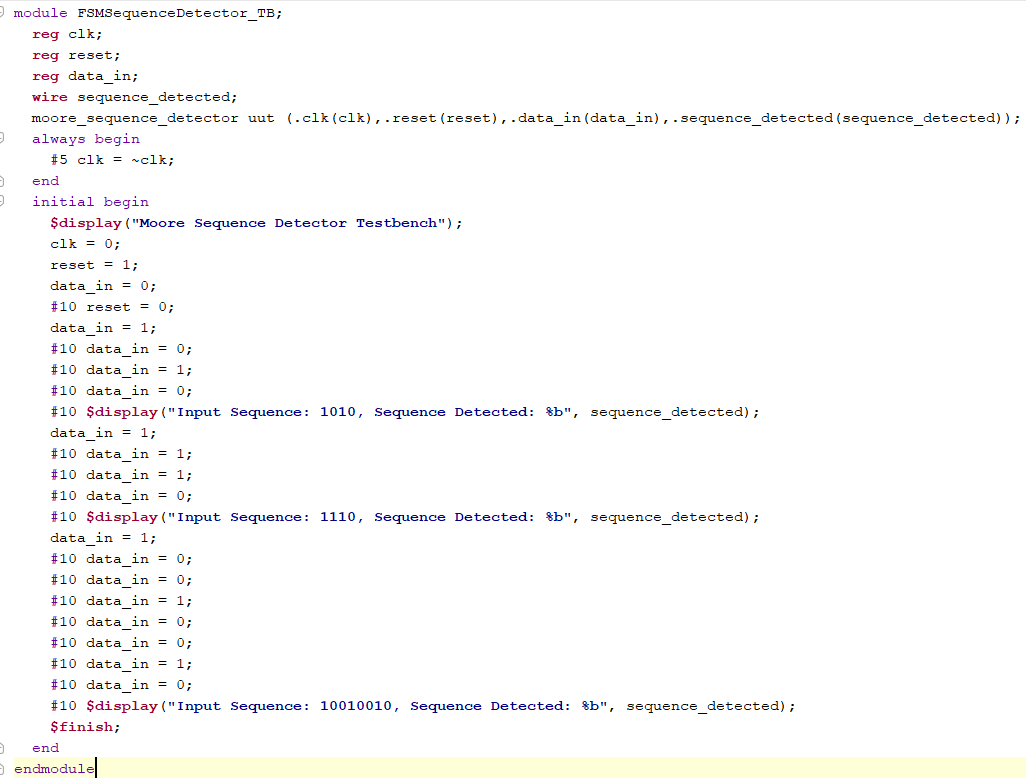 module FSMSequenceDetector_TB;
  reg clk;
  reg reset;
  reg data_in;
  wire sequence_detected;
  moore_sequence_detector uut (.clk(clk),.reset(reset),.data_in(data_in),.sequence_detected(sequence_detected));
  always begin
    #5 clk = ~clk;
  end
  initial begin
    $display("Moore Sequence Detector Testbench");
    clk = 0;
    reset = 1;
    data_in = 0;
    #10 reset = 0;
    data_in = 1;
    #10 data_in = 0;
    #10 data_in = 1;
    #10 data_in = 0;
    #10 $display("Input Sequence: 1010, Sequence Detected: %b", sequence_detected);
    data_in = 1;
    #10 data_in = 1;
    #10 data_in = 1;
    #10 data_in = 0;
    #10 $display("Input Sequence: 1110, Sequence Detected: %b", sequence_detected);
    data_in = 1;
    #10 data_in = 0;
    #10 data_in = 0;
    #10 data_in = 1;
    #10 data_in = 0;
    #10 data_in = 0;
    #10 data_in = 1;
    #10 data_in = 0;
    #10 $display("Input Sequence: 10010010, Sequence Detected: %b", sequence_detected);
    $finish;
  end
endmodule